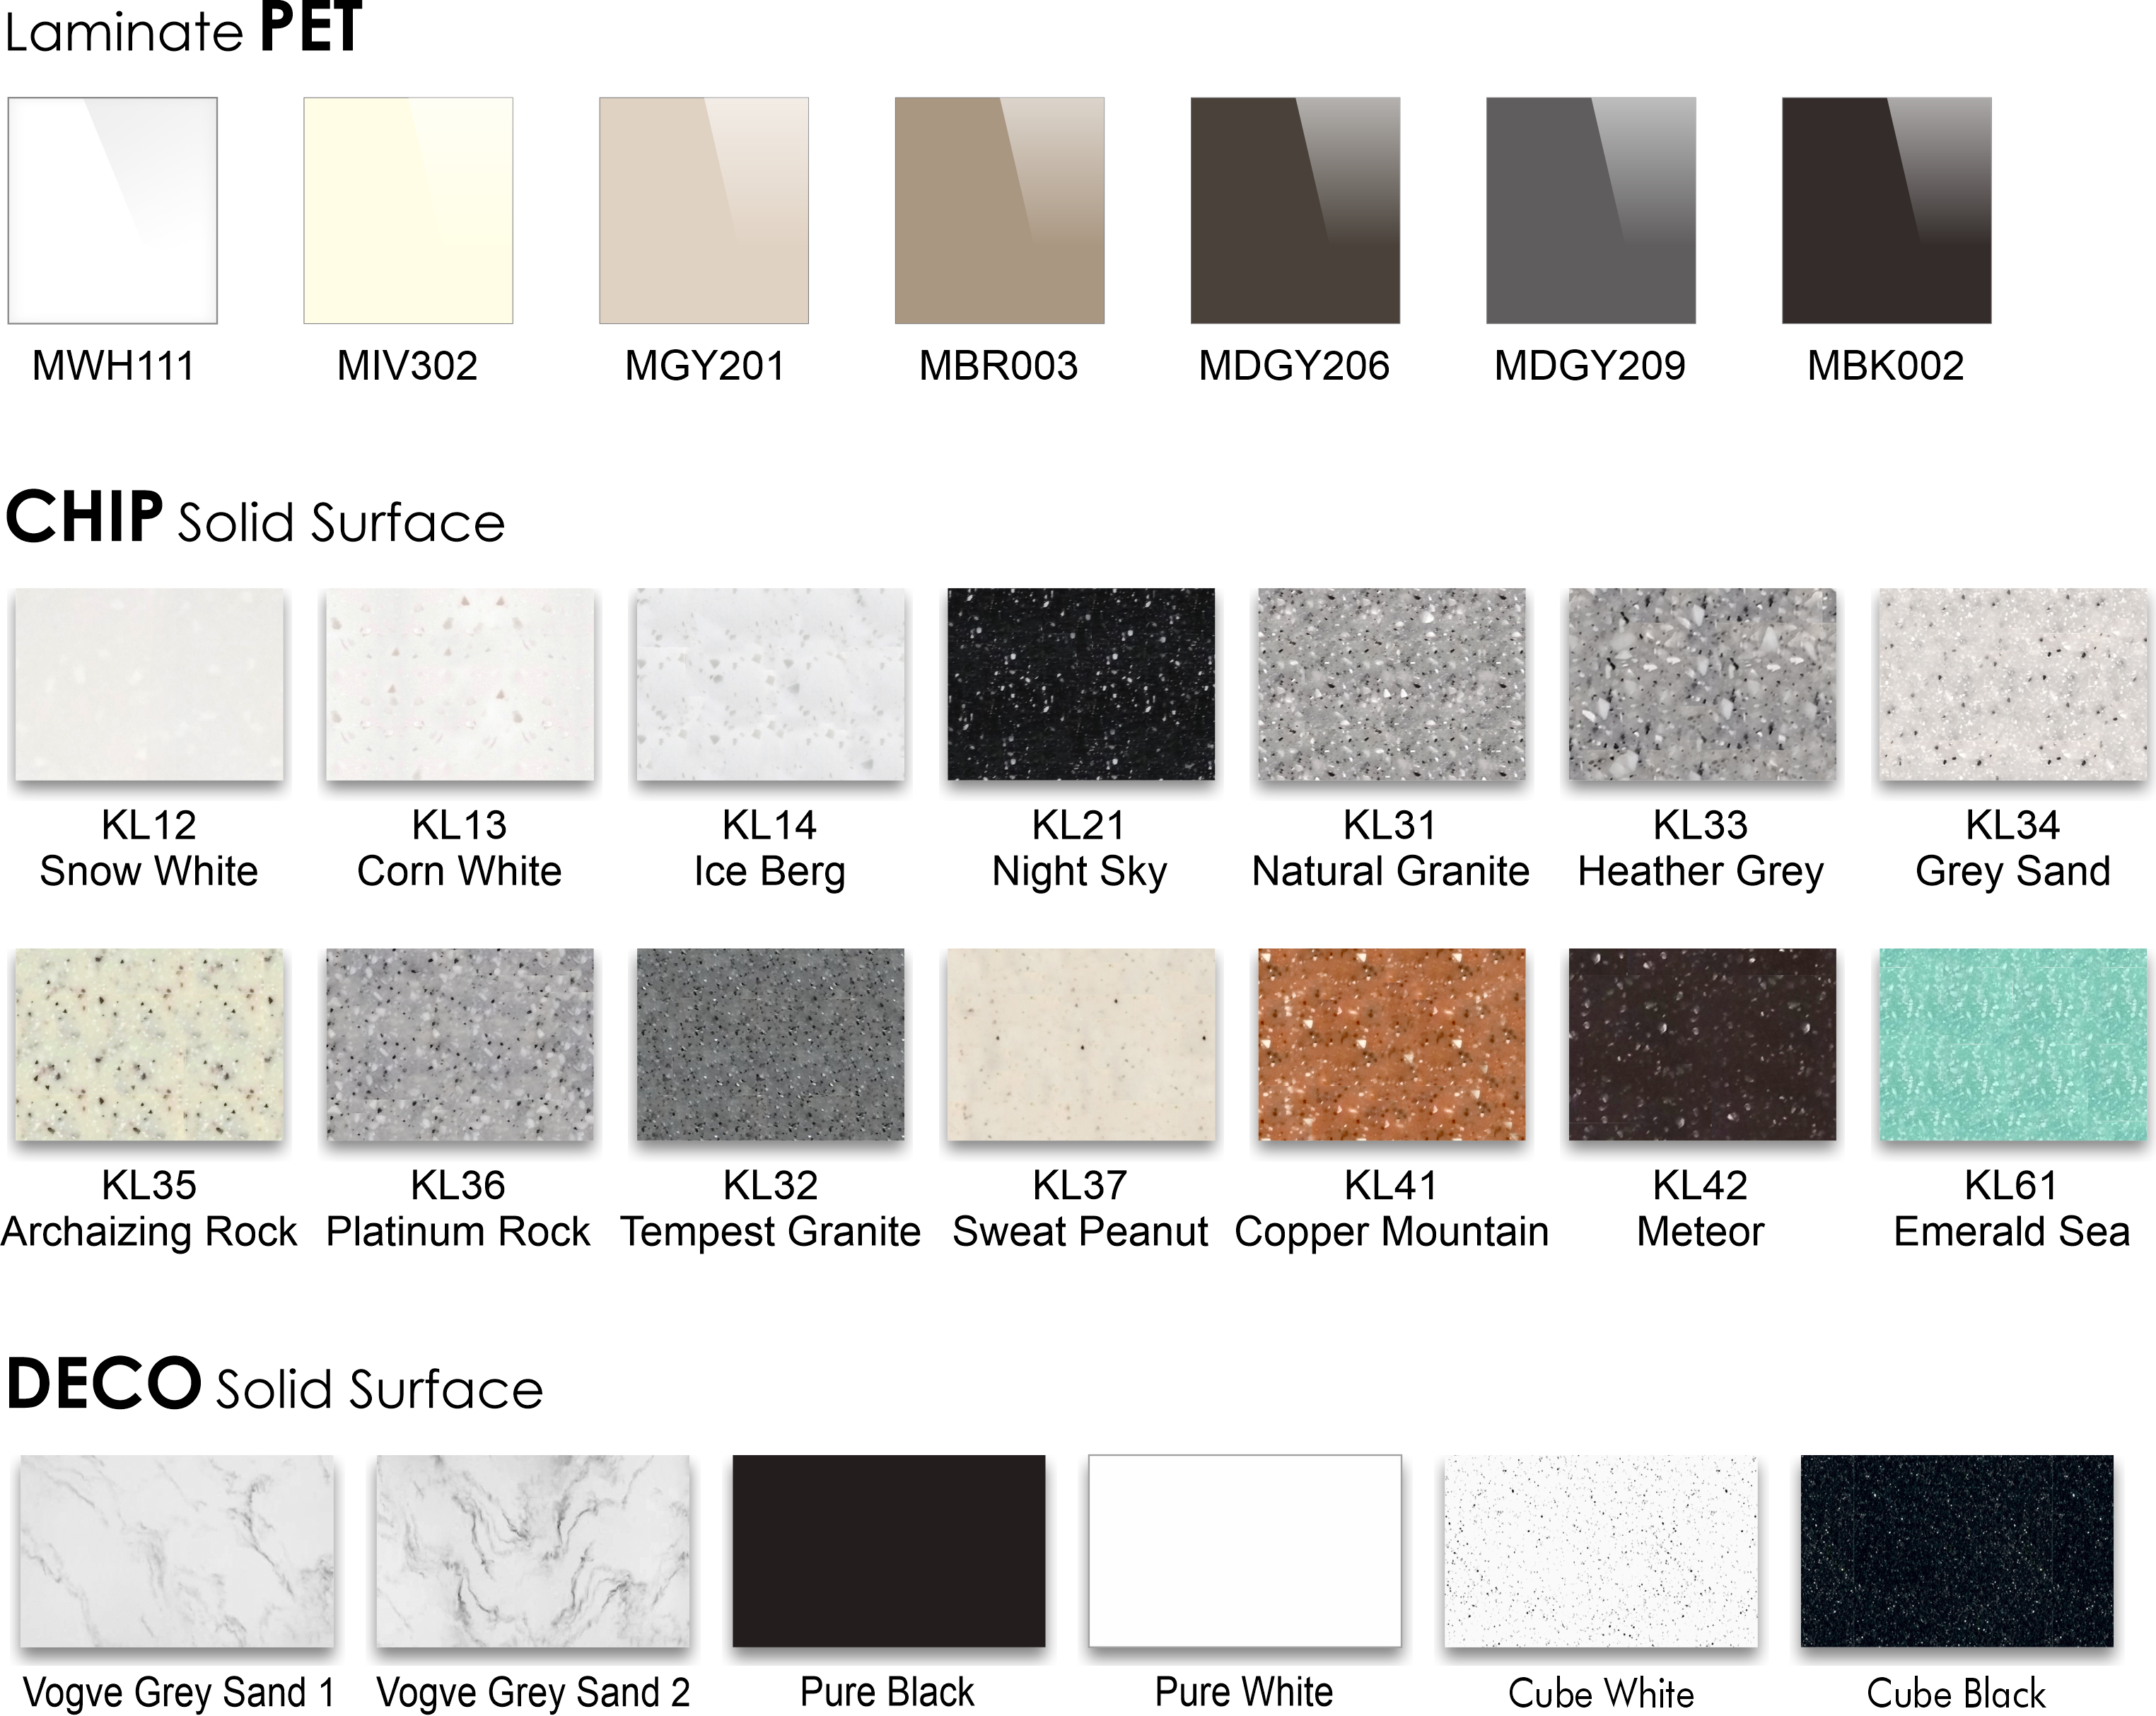 Laminate PET
MWH111
MIV302
MGY201
MBR003
MDGY206
MDGY209
MBK002
CHIP Solid Surface
KL12
Snow White
KL13
Corn White
KL14
Ice Berg
KL21
Night Sky
KL31
Natural Granite
KL33
Heather Grey
KL34
Grey Sand
KL35
Archaizing Rock
KL36
Platinum Rock
KL32
Tempest Granite
KL37
Sweat Peanut
KL41
Copper Mountain
KL42
Meteor
KL61
Emerald Sea
DECO Solid Surface
Vogve Grey Sand 1
Vogve Grey Sand 2
Pure Black
Pure White
Cube White
Cube Black